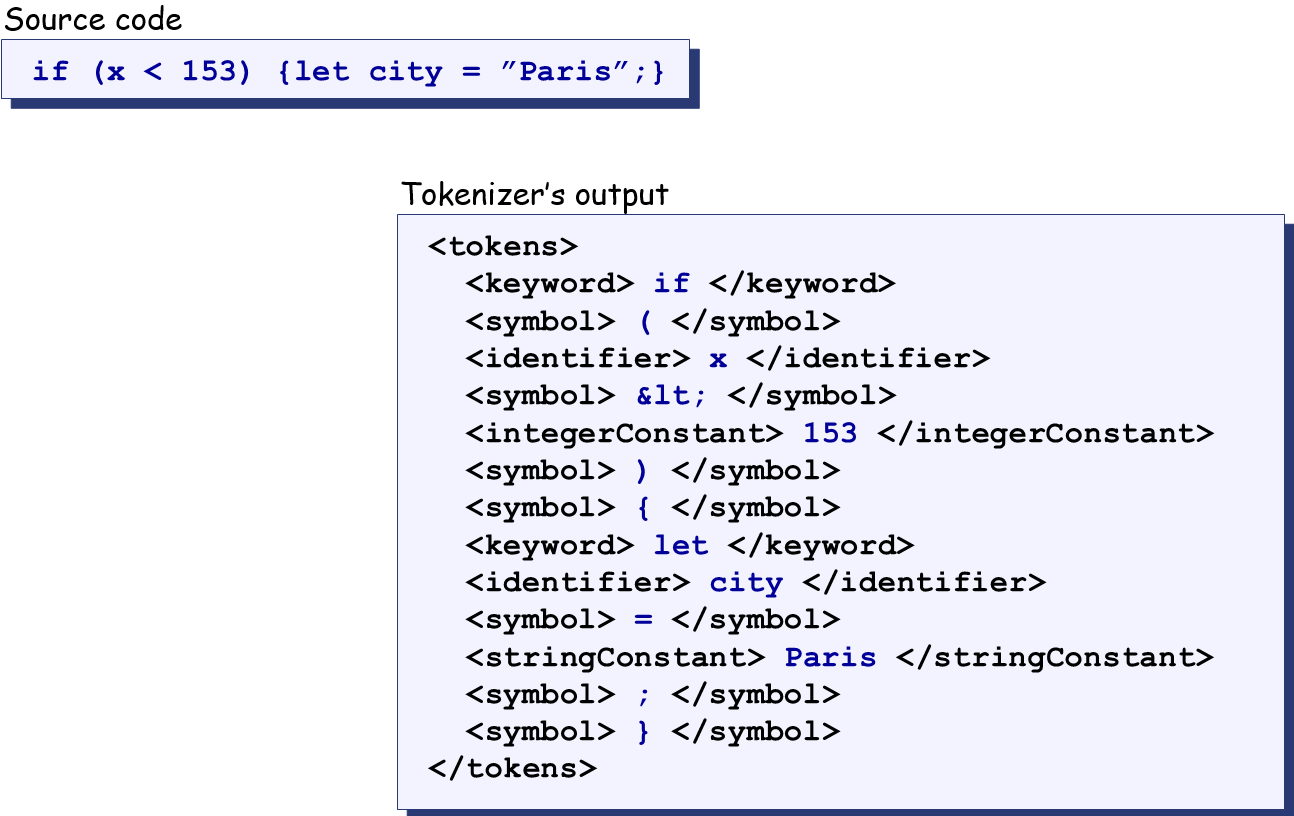 Source code
if (x < 153) {let city = ″Paris″;}
Tokenizer's output
<tokens>
<keyword> if </keyword>
<symbol> ( </symbol>
<identifier> x </identifier>
<symbol> &lt; </symbol>
<integerConstant> 153 </integerConstant>
<symbol> ) </symbol>
<symbol> { </symbol>
<keyword> let </keyword>
<identifier> city </identifier>
<symbol> = </symbol>
<stringConstant> Paris </stringConstant>
<symbol> ; </symbol>
<symbol> } </symbol>
</tokens>